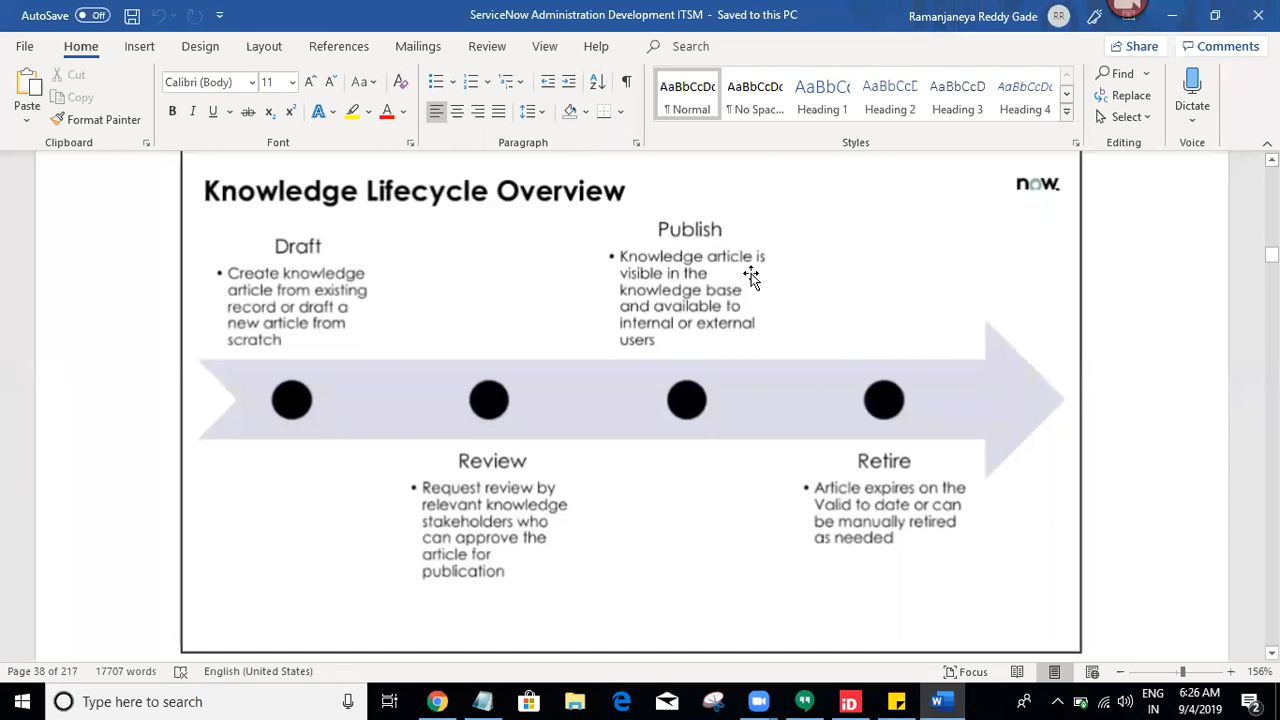 AutoSave Off
ServiceNow Administration Development ITSM - Saved to this PC
Ramanjaneya Reddy Gade RR
File Home Insert Design Layout References Mailings Review View Help Search Share Comments
Paste
Cut
Copy
Format Painter
Clipboard
Calibri (Body) 11
Font
Paragraph
AaBbCcDc AaBbCcDc AaBbCc AaBbCcD AaBbCcD AaBbCcDc
¶ Normal ¶ No Spac... Heading 1 Heading 2 Heading 3 Heading 4
Styles
Find
Replace
Select
Editing
Dictate
Voice
Knowledge Lifecycle Overview
now
Draft
• Create knowledge
article from existing
record or draft a
new article from
scratch
Review
• Request review by
relevant knowledge
stakeholders who
can approve the
article for
publication
Publish
• Knowledge article is
visible in the
knowledge base
and available to
internal or external
users
Retire
• Article expires on the
Valid to date or can
be manually retired
as needed
Page 38 of 217 17707 words English (United States) Focus 156%
Type here to search
ENG
IN
6:26 AM
9/4/2019
2